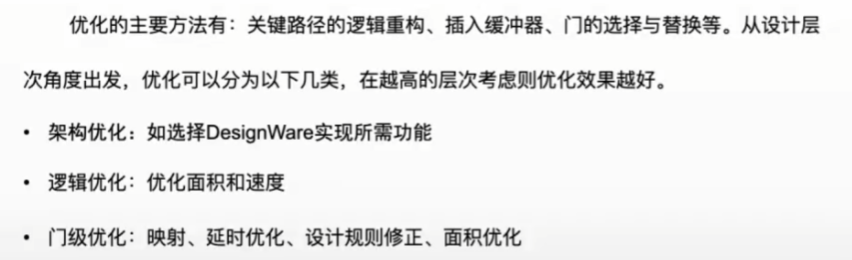 优化的主要方法有：关键路径的逻辑重构、插入缓冲器、门的选择与替换等。从设计层
次角度出发，优化可以分为以下几类，在越高的层次考虑则优化效果越好。
• 架构优化：如选择DesignWare实现所需功能
• 逻辑优化：优化面积和速度
• 门级优化：映射、延时优化、设计规则修正、面积优化